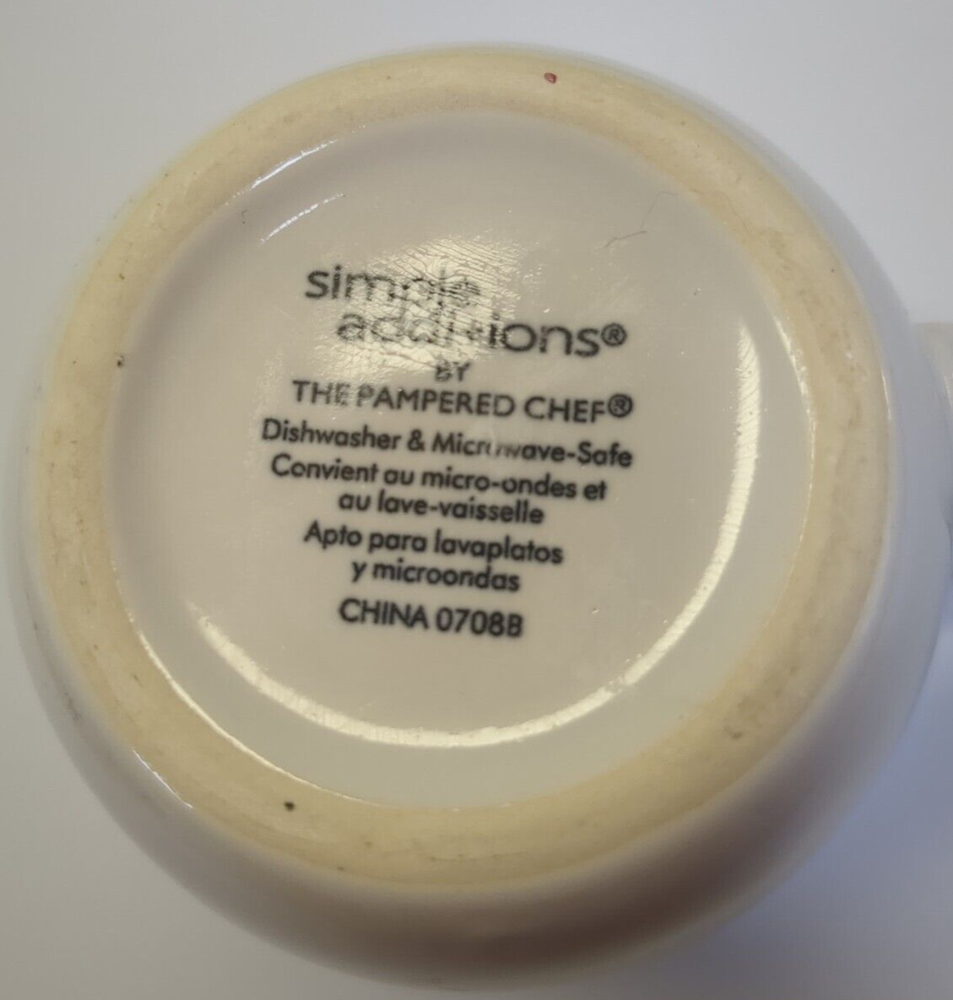 simple
additions®
BY
THE PAMPERED CHEF®
Dishwasher & Microwave-Safe
Convient au micro-ondes et
au lave-vaisselle
Apto para lavaplatos
y microondas
CHINA 0708B